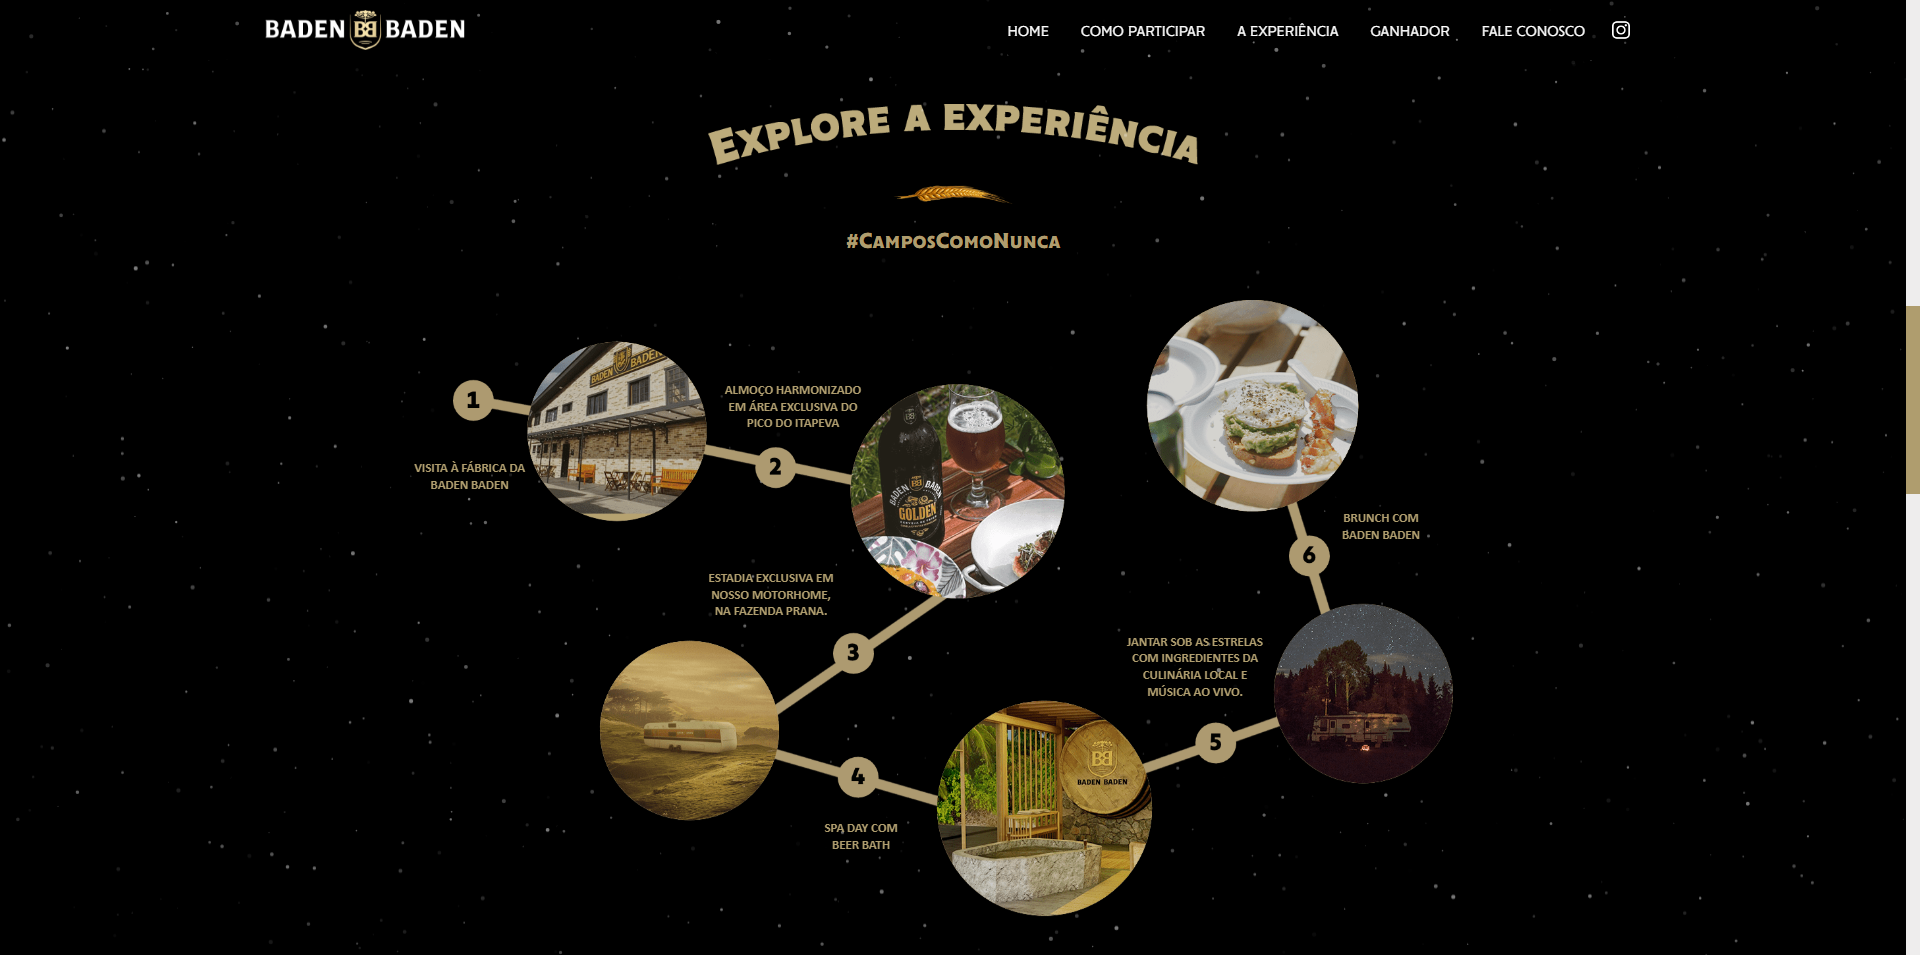 BADEN BB BADEN
HOME COMO PARTICIPAR A EXPERIÊNCIA GANHADOR FALE CONOSCO
EXPLORE A EXPERIÊNCIA
#CAMPOSCOMONUNCA
1
VISITA À FÁBRICA DA
BADEN BADEN
BADEN BADEN
ALMOÇO HARMONIZADO
EM ÁREA EXCLUSIVA DO
PICO DO ITAPEVA
2
BADEN BB BADEN
GOLDEN
ESTADIA EXCLUSIVA EM
NOSSO MOTORHOME,
NA FAZENDA PRANA.
3
4
SPA DAY COM
BEER BATH
BB
BADEN BADEN
JANTAR SOB AS ESTRELAS
COM INGREDIENTES DA
CULINÁRIA LOCAL E
MÚSICA AO VIVO.
5
BRUNCH COM
BADEN BADEN
6